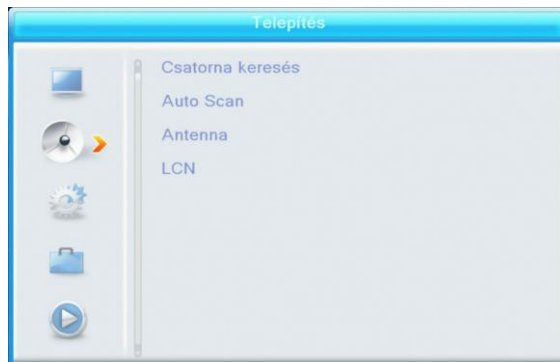 Telepítés
Csatorna keresés
Auto Scan
Antenna
LCN